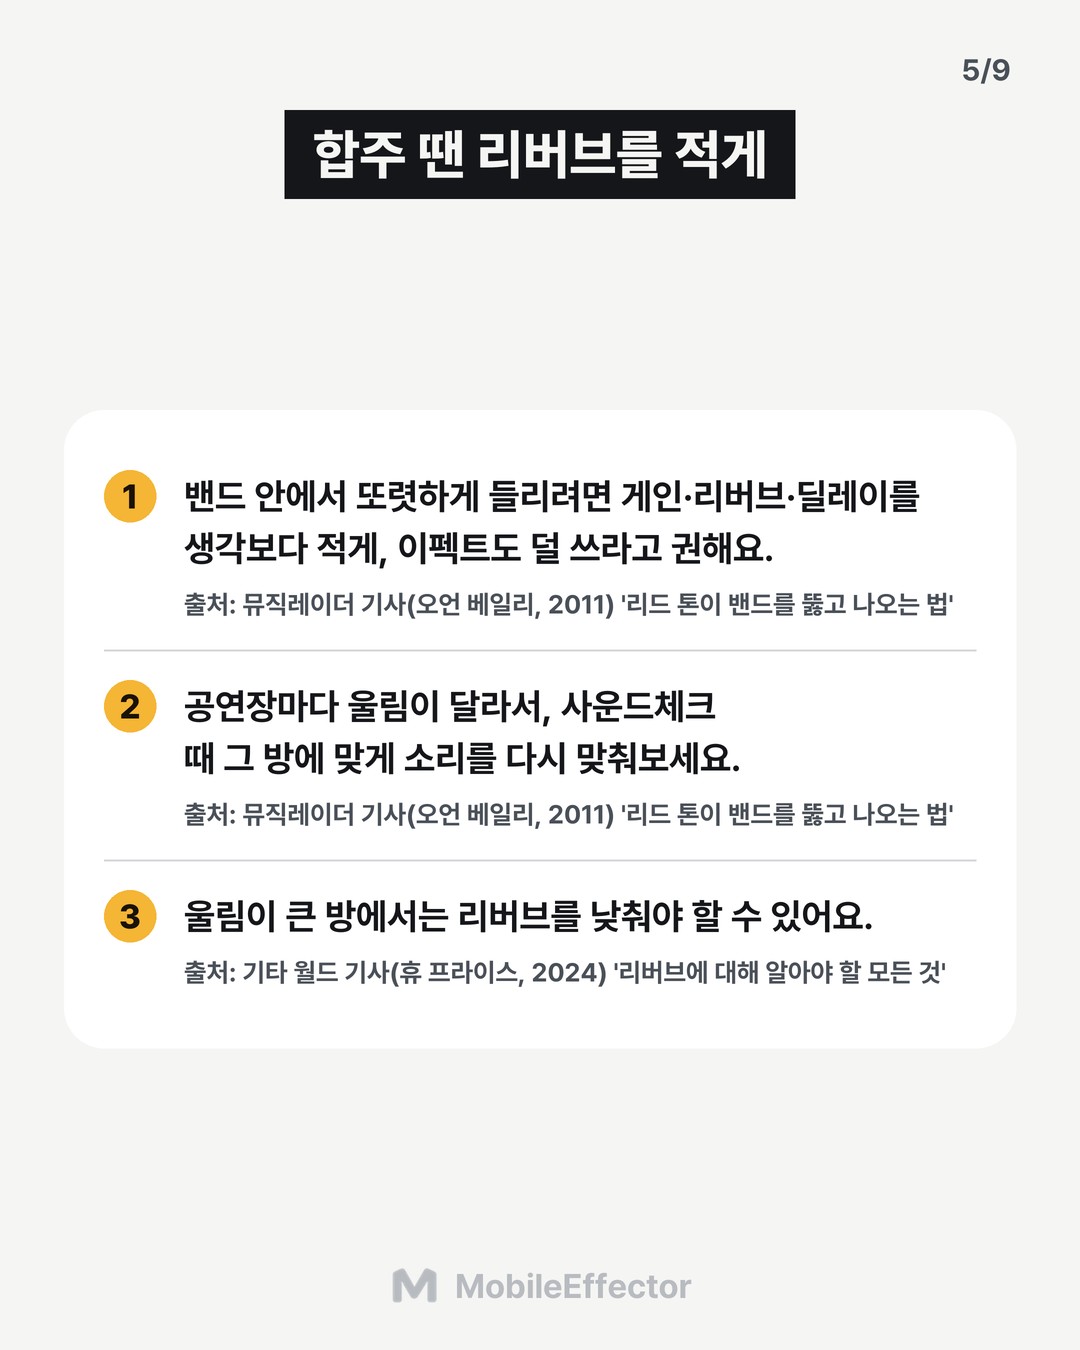 5/9
합주 땐 리버브를 적게
1 밴드 안에서 또렷하게 들리려면 게인·리버브·딜레이를
생각보다 적게, 이펙트도 덜 쓰라고 권해요.
출처: 뮤직레이더 기사(오언 베일리, 2011) '리드 톤이 밴드를 뚫고 나오는 법'
2 공연장마다 울림이 달라서, 사운드체크
때 그 방에 맞게 소리를 다시 맞춰보세요.
출처: 뮤직레이더 기사(오언 베일리, 2011) '리드 톤이 밴드를 뚫고 나오는 법'
3 울림이 큰 방에서는 리버브를 낮춰야 할 수 있어요.
출처: 기타 월드 기사(휴 프라이스, 2024) '리버브에 대해 알아야 할 모든 것'
MobileEffector